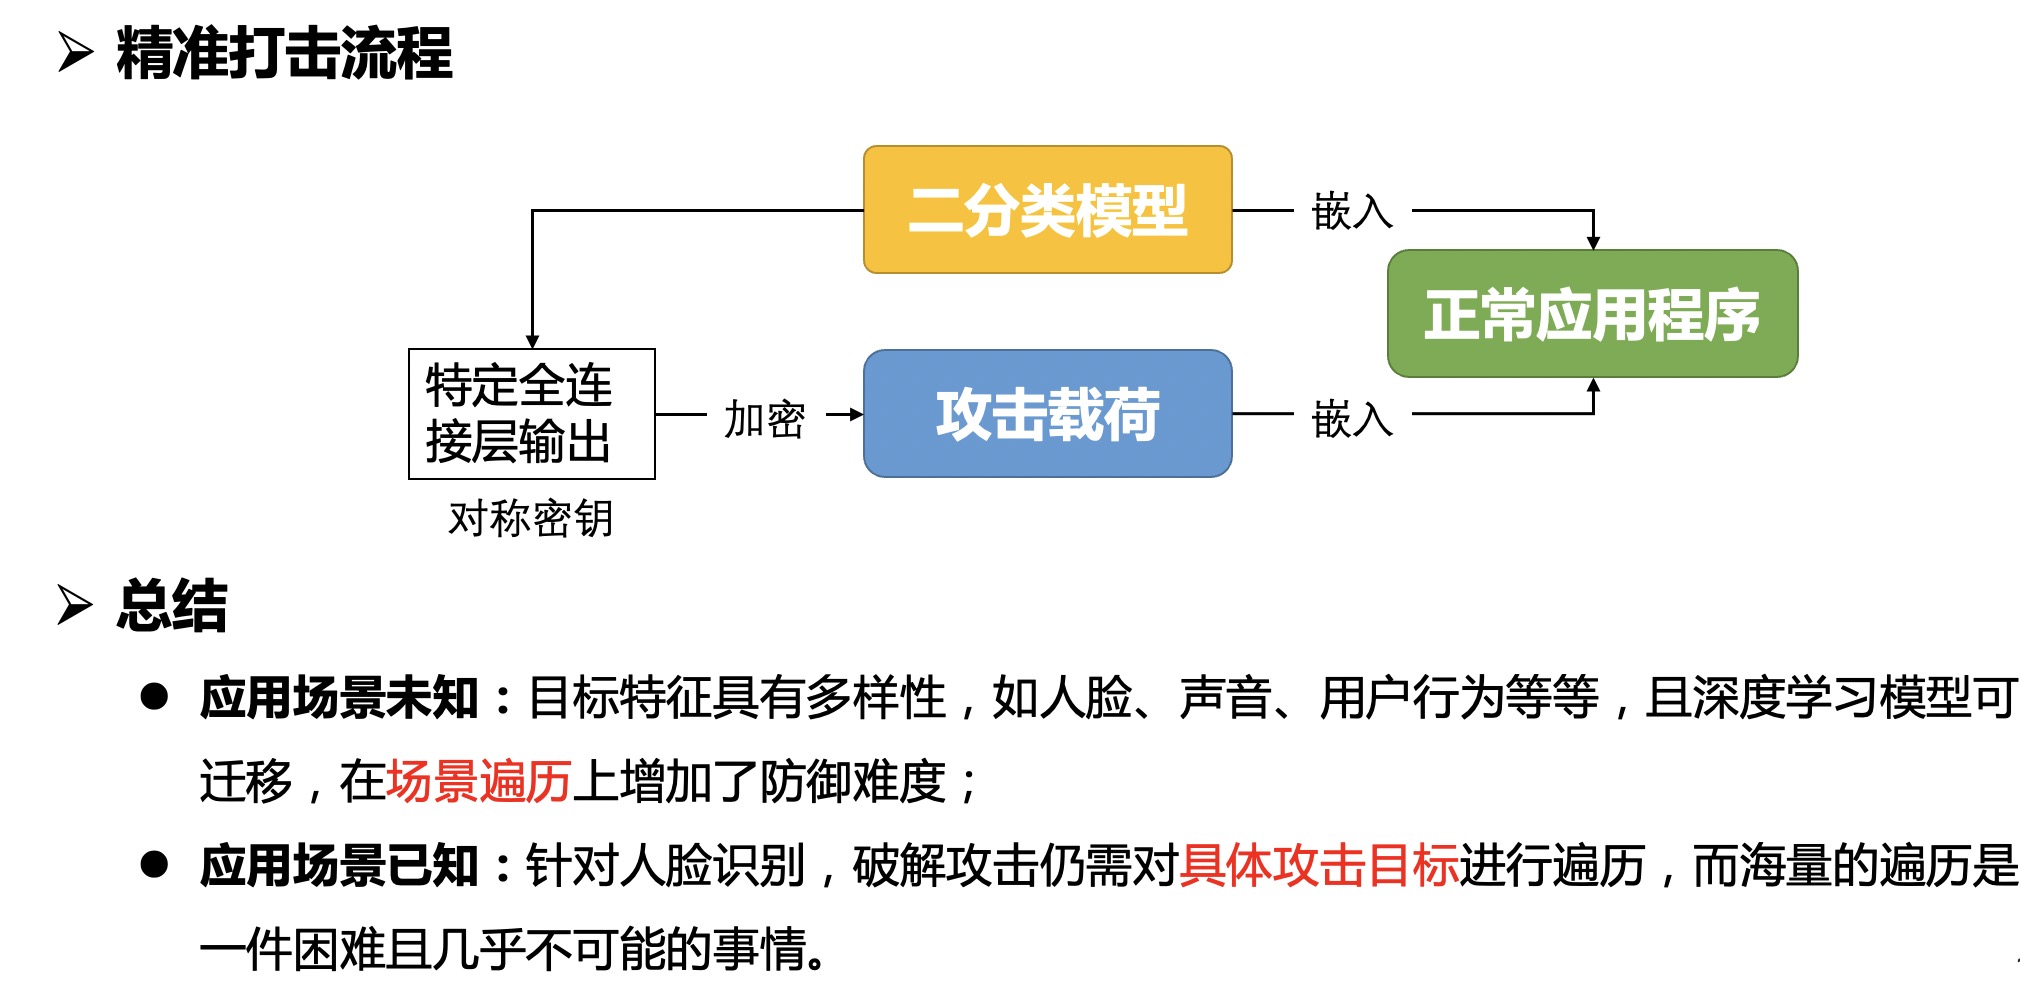 精准打击流程
二分类模型
嵌入
正常应用程序
特定全连
接层输出
加密
攻击载荷
嵌入
对称密钥
总结
应用场景未知：目标特征具有多样性，如人脸、声音、用户行为等等，且深度学习模型可
迁移，在场景遍历上增加了防御难度；
应用场景已知：针对人脸识别，破解攻击仍需对具体攻击目标进行遍历，而海量的遍历是
一件困难且几乎不可能的事情。